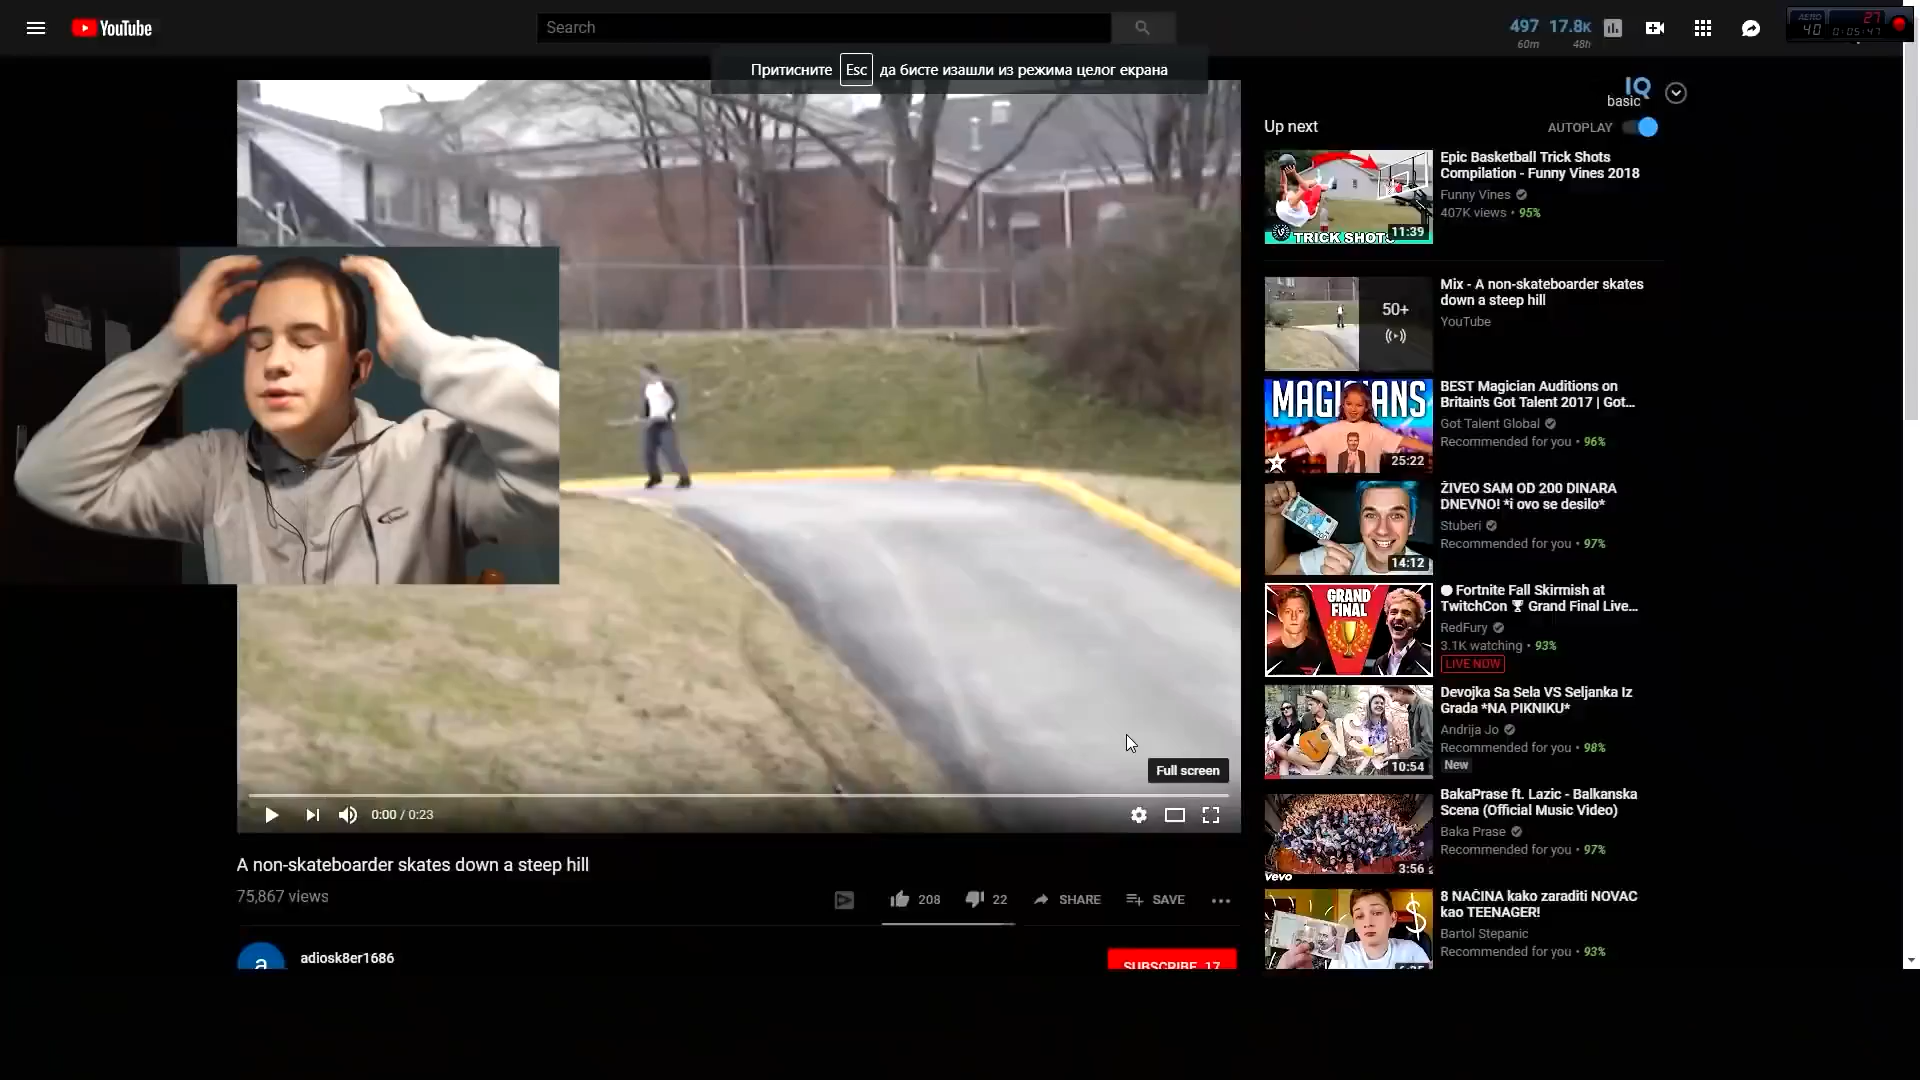 YouTube
Search
497 17.8K
60m 48h
AERO
40
27
0:05:47
Притисните Esc да бисте изашли из режима целог екрана
IQ
basic
Up next
AUTOPLAY
Epic Basketball Trick Shots
Compilation - Funny Vines 2018
Funny Vines
407K views • 95%
TRICK SHOTS
11:39
Mix - A non-skateboarder skates
down a steep hill
YouTube
50+
BEST Magician Auditions on
Britain's Got Talent 2017 | Got...
Got Talent Global
Recommended for you • 96%
25:22
ŽIVEO SAM OD 200 DINARA
DNEVNO! *i ovo se desilo*
Stuberi
Recommended for you • 97%
14:12
Fortnite Fall Skirmish at
TwitchCon 🏆 Grand Final Live...
RedFury
3.1K watching • 93%
LIVE NOW
GRAND
FINAL
Devojka Sa Sela VS Seljanka Iz
Grada *NA PIKNIKU*
Andrija Jo
Recommended for you • 98%
New
10:54
BakaPrase ft. Lazic - Balkanska
Scena (Official Music Video)
Baka Prase
Recommended for you • 97%
3:56
vevo
8 NAČINA kako zaraditi NOVAC
kao TEENAGER!
Bartol Stepanic
Recommended for you • 93%
Full screen
0:00 / 0:23
A non-skateboarder skates down a steep hill
75,867 views
208 22 SHARE SAVE
a
adiosk8er1686
SUBSCRIBE 17